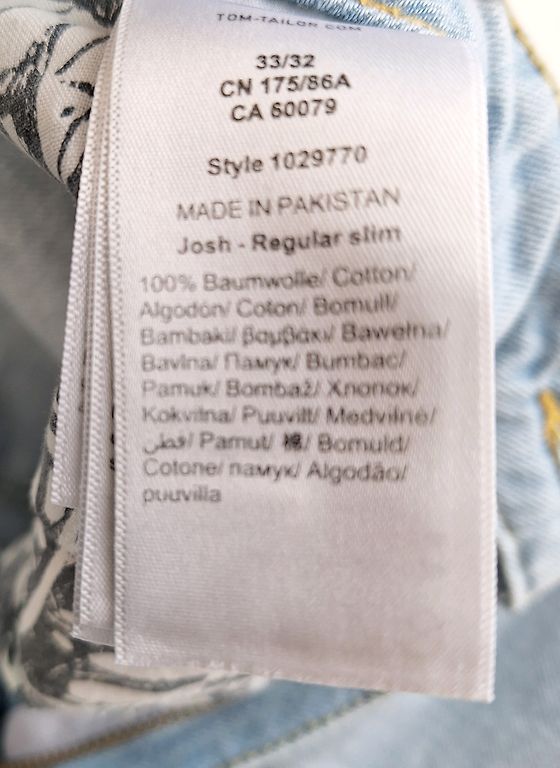 TOM-TAILOR.COM
33/32
CN 175/86A
CA 60079
Style 1029770
MADE IN PAKISTAN
Josh - Regular slim
100% Baumwolle/ Cotton/
Algodón/ Coton/ Bomull/
Bambaki/ βαμβάκι/ Bawełna/
Bavlna/ Памук/ Bumbac/
Pamuk/ Bombaž/ Хлопок/
Kokvilna/ Puuvill/ Medvilnė/
قطن/ Pamut/ 棉/ Bomuld/
Cotone/ памук/ Algodão/
puuvilla